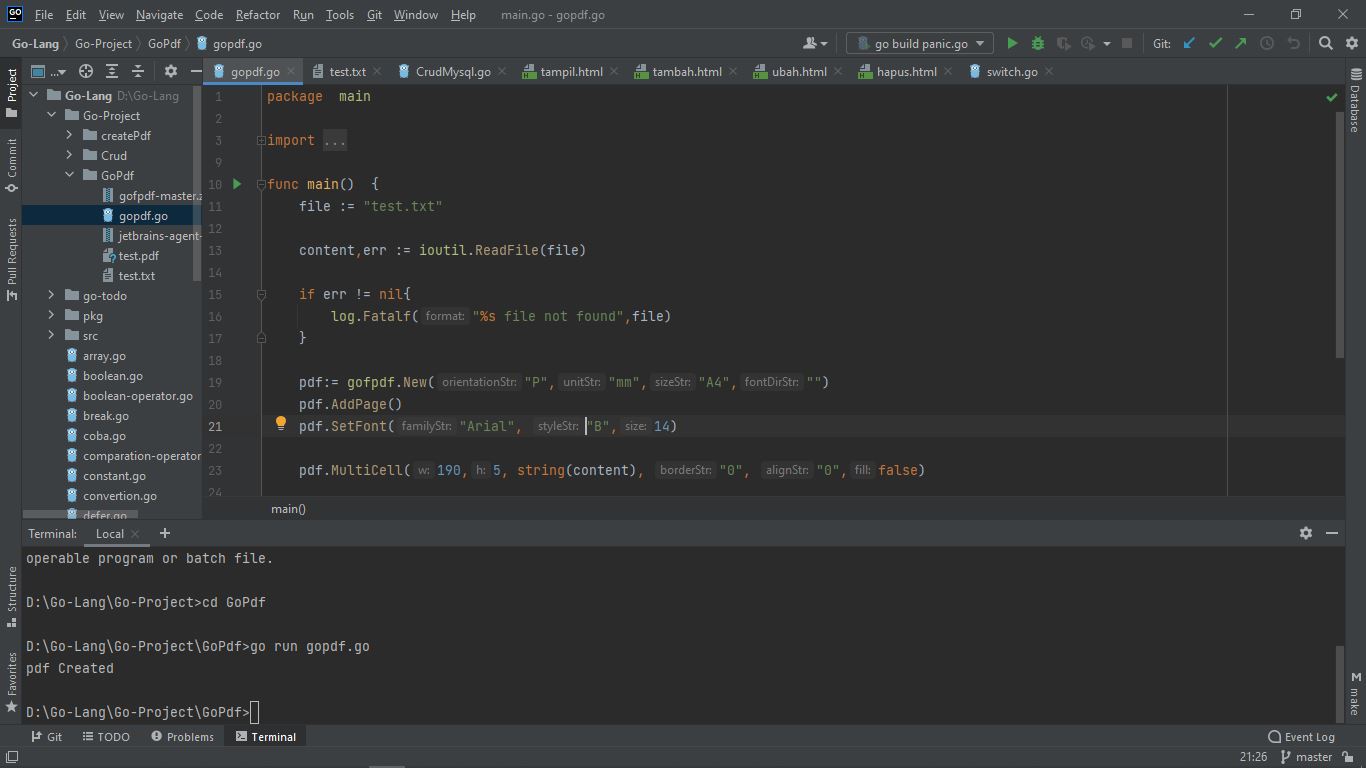 GO File Edit View Navigate Code Refactor Run Tools Git Window Help main.go - gopdf.go
Go-Lang Go-Project GoPdf gopdf.go go build panic.go Git:
Project ... gopdf.go test.txt CrudMysql.go tampil.html tambah.html ubah.html hapus.html switch.go
Go-Lang D:\Go-Lang
Go-Project
createPdf
Crud
GoPdf
gofpdf-master.z
gopdf.go
jetbrains-agent-
test.pdf
test.txt
go-todo
pkg
src
array.go
boolean.go
boolean-operator.go
break.go
coba.go
comparation-operator
constant.go
convertion.go
defer.go
Commit
Pull Requests
Structure
Favorites
1 package  main
2
3 import ...
9
10 func main()  {
11 file := "test.txt"
12
13 content,err := ioutil.ReadFile(file)
14
15 if err != nil{
16 log.Fatalf( format: "%s file not found",file)
17 }
18
19 pdf:= gofpdf.New( orientationStr: "P", unitStr: "mm", sizeStr: "A4", fontDirStr: "")
20 pdf.AddPage()
21 pdf.SetFont( familyStr: "Arial", styleStr: "B", size: 14)
22
23 pdf.MultiCell( w: 190, h: 5, string(content), borderStr: "0", alignStr: "0", fill: false)
24
main()
Database
make
Terminal: Local
operable program or batch file.
D:\Go-Lang\Go-Project>cd GoPdf
D:\Go-Lang\Go-Project\GoPdf>go run gopdf.go
pdf Created
D:\Go-Lang\Go-Project\GoPdf>
Git TODO Problems Terminal Event Log
21:26 master